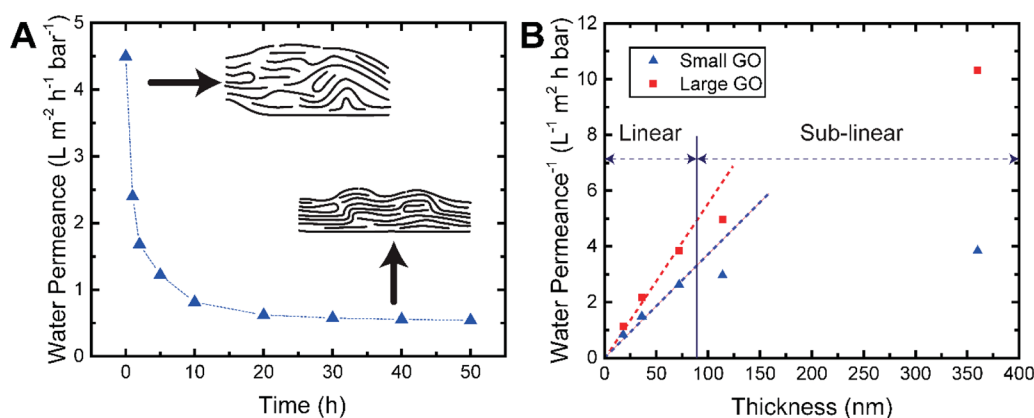 A
Water Permeance (L m⁻² h⁻¹ bar⁻¹)
5
4
3
2
1
0
0 10 20 30 40 50
Time (h)
B
Water Permeance⁻¹ (L⁻¹ m² h bar)
12
10
8
6
4
2
0
Small GO
Large GO
Linear Sub-linear
0 50 100 150 200 250 300 350 400
Thickness (nm)